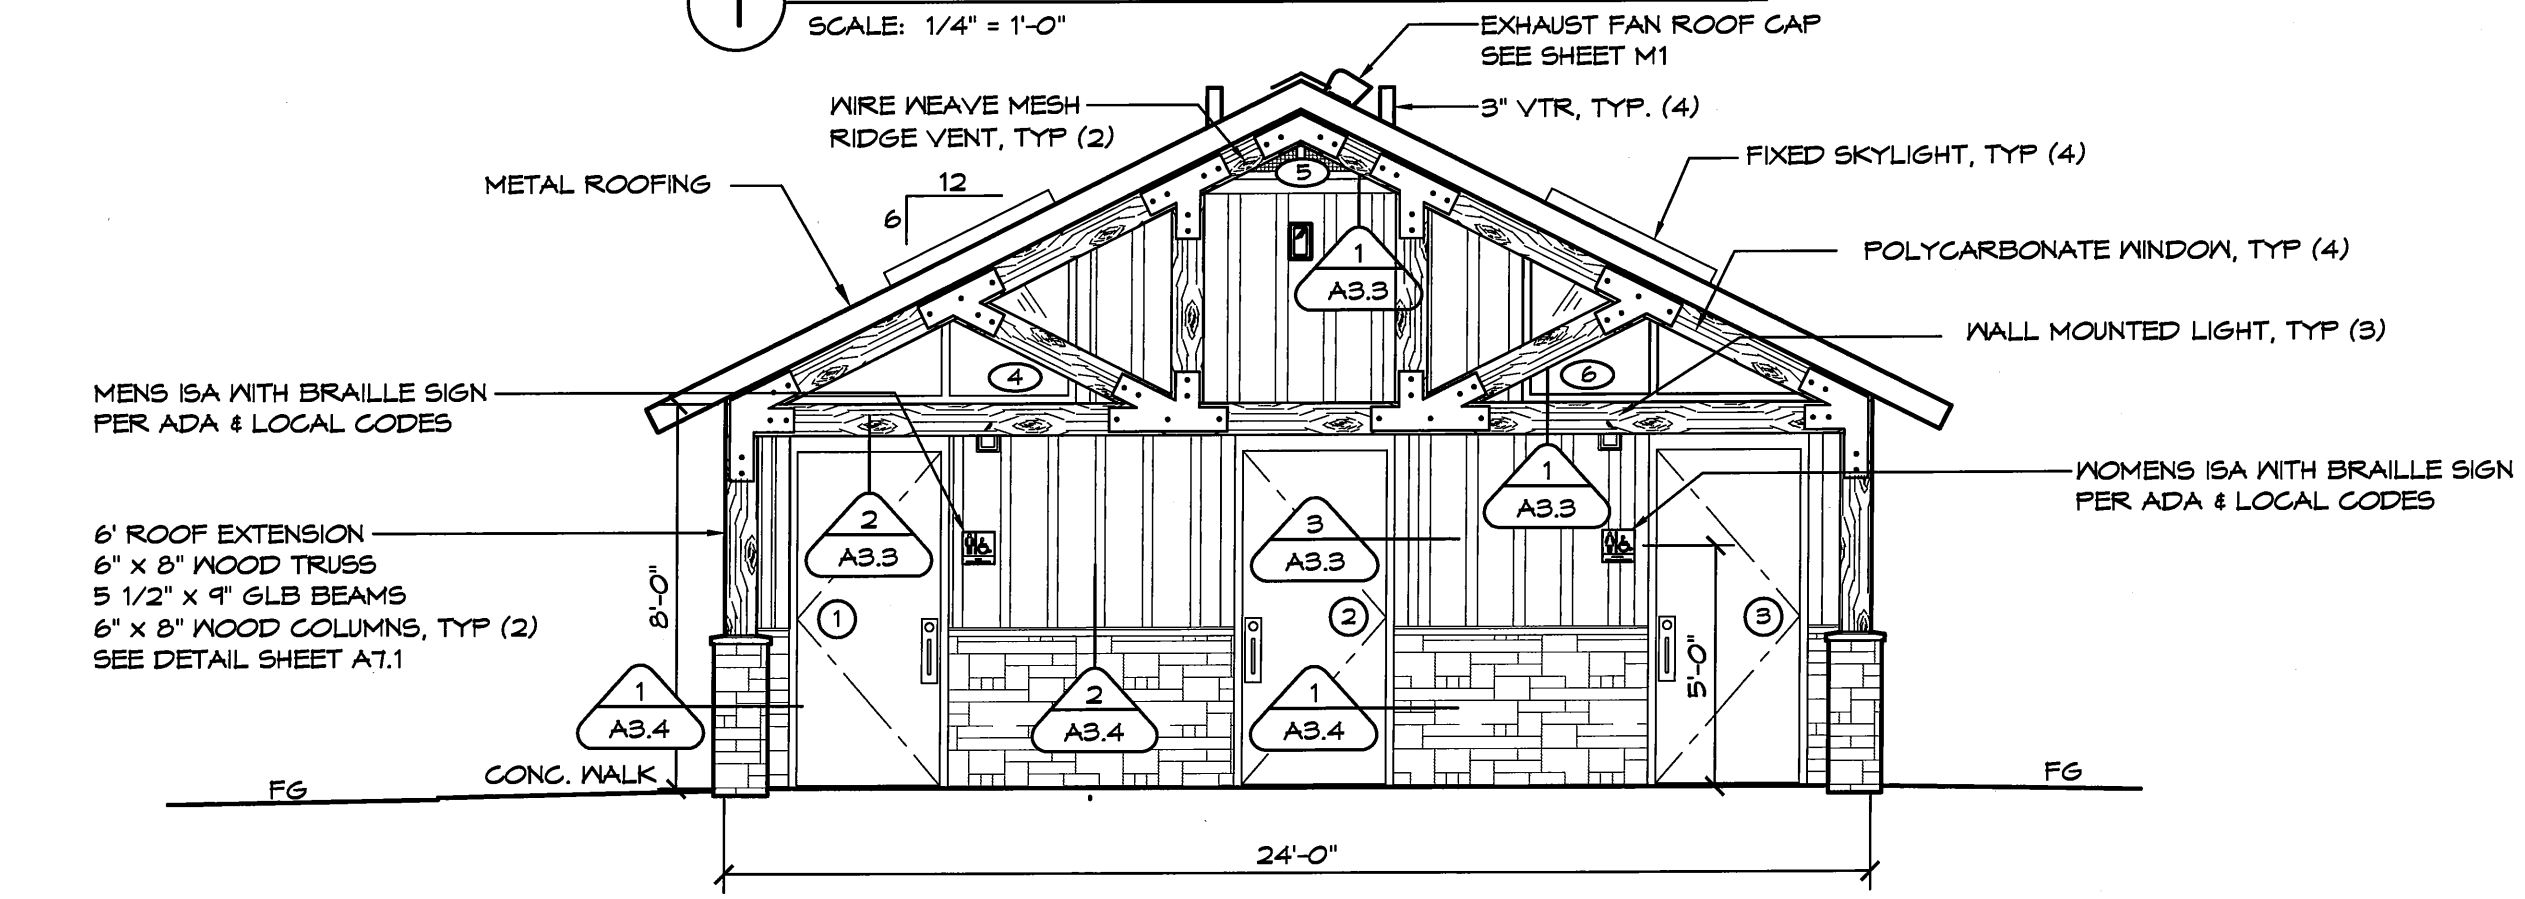 1
SCALE: 1/4" = 1'-0"
EXHAUST FAN ROOF CAP
SEE SHEET M1
WIRE WEAVE MESH
RIDGE VENT, TYP (2)
3" VTR, TYP. (4)
METAL ROOFING
12
6
5
FIXED SKYLIGHT, TYP (4)
POLYCARBONATE WINDOW, TYP (4)
1
A3.3
WALL MOUNTED LIGHT, TYP (3)
MENS ISA WITH BRAILLE SIGN
PER ADA & LOCAL CODES
4
6
WOMENS ISA WITH BRAILLE SIGN
PER ADA & LOCAL CODES
2
A3.3
3
A3.3
1
A3.3
6' ROOF EXTENSION
6" X 8" WOOD TRUSS
5 1/2" X 9" GLB BEAMS
6" X 8" WOOD COLUMNS, TYP (2)
SEE DETAIL SHEET A7.1
8'-0"
1
2
3
5'-0"
1
A3.4
2
A3.4
1
A3.4
CONC. WALK
FG
FG
24'-0"